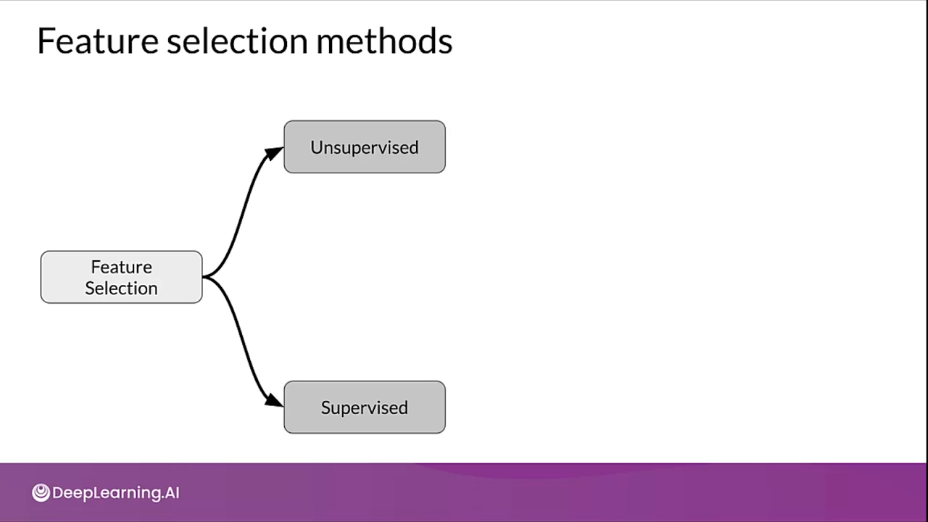 Feature selection methods
Unsupervised
Feature
Selection
Supervised
DeepLearning.AI